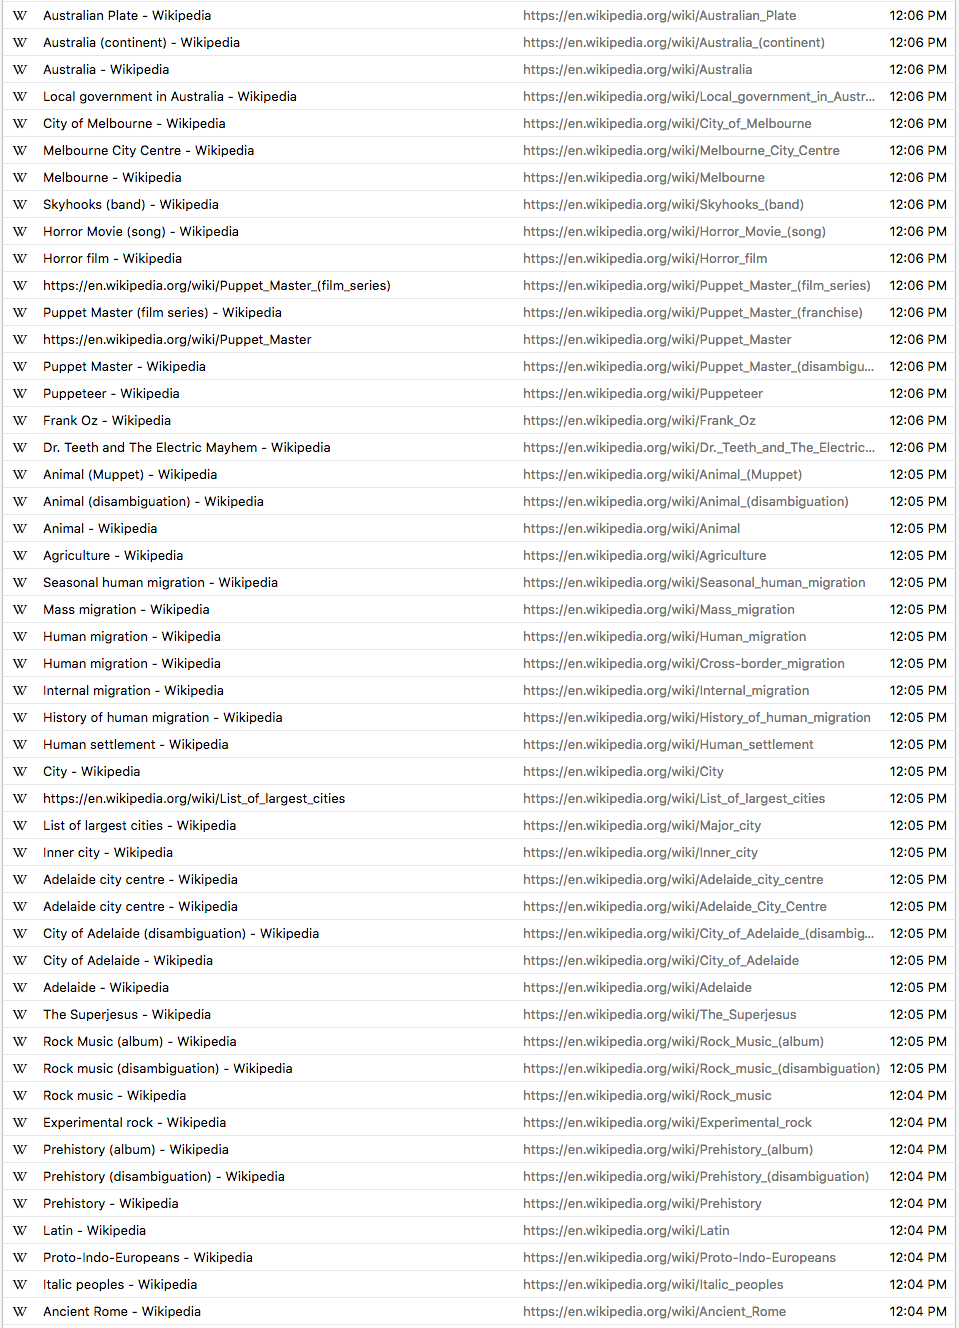 W Australian Plate - Wikipedia https://en.wikipedia.org/wiki/Australian_Plate 12:06 PM
W Australia (continent) - Wikipedia https://en.wikipedia.org/wiki/Australia_(continent) 12:06 PM
W Australia - Wikipedia https://en.wikipedia.org/wiki/Australia 12:06 PM
W Local government in Australia - Wikipedia https://en.wikipedia.org/wiki/Local_government_in_Austr... 12:06 PM
W City of Melbourne - Wikipedia https://en.wikipedia.org/wiki/City_of_Melbourne 12:06 PM
W Melbourne City Centre - Wikipedia https://en.wikipedia.org/wiki/Melbourne_City_Centre 12:06 PM
W Melbourne - Wikipedia https://en.wikipedia.org/wiki/Melbourne 12:06 PM
W Skyhooks (band) - Wikipedia https://en.wikipedia.org/wiki/Skyhooks_(band) 12:06 PM
W Horror Movie (song) - Wikipedia https://en.wikipedia.org/wiki/Horror_Movie_(song) 12:06 PM
W Horror film - Wikipedia https://en.wikipedia.org/wiki/Horror_film 12:06 PM
W https://en.wikipedia.org/wiki/Puppet_Master_(film_series) https://en.wikipedia.org/wiki/Puppet_Master_(film_series) 12:06 PM
W Puppet Master (film series) - Wikipedia https://en.wikipedia.org/wiki/Puppet_Master_(franchise) 12:06 PM
W https://en.wikipedia.org/wiki/Puppet_Master https://en.wikipedia.org/wiki/Puppet_Master 12:06 PM
W Puppet Master - Wikipedia https://en.wikipedia.org/wiki/Puppet_Master_(disambigu... 12:06 PM
W Puppeteer - Wikipedia https://en.wikipedia.org/wiki/Puppeteer 12:06 PM
W Frank Oz - Wikipedia https://en.wikipedia.org/wiki/Frank_Oz 12:06 PM
W Dr. Teeth and The Electric Mayhem - Wikipedia https://en.wikipedia.org/wiki/Dr._Teeth_and_The_Electric... 12:06 PM
W Animal (Muppet) - Wikipedia https://en.wikipedia.org/wiki/Animal_(Muppet) 12:05 PM
W Animal (disambiguation) - Wikipedia https://en.wikipedia.org/wiki/Animal_(disambiguation) 12:05 PM
W Animal - Wikipedia https://en.wikipedia.org/wiki/Animal 12:05 PM
W Agriculture - Wikipedia https://en.wikipedia.org/wiki/Agriculture 12:05 PM
W Seasonal human migration - Wikipedia https://en.wikipedia.org/wiki/Seasonal_human_migration 12:05 PM
W Mass migration - Wikipedia https://en.wikipedia.org/wiki/Mass_migration 12:05 PM
W Human migration - Wikipedia https://en.wikipedia.org/wiki/Human_migration 12:05 PM
W Human migration - Wikipedia https://en.wikipedia.org/wiki/Cross-border_migration 12:05 PM
W Internal migration - Wikipedia https://en.wikipedia.org/wiki/Internal_migration 12:05 PM
W History of human migration - Wikipedia https://en.wikipedia.org/wiki/History_of_human_migration 12:05 PM
W Human settlement - Wikipedia https://en.wikipedia.org/wiki/Human_settlement 12:05 PM
W City - Wikipedia https://en.wikipedia.org/wiki/City 12:05 PM
W https://en.wikipedia.org/wiki/List_of_largest_cities https://en.wikipedia.org/wiki/List_of_largest_cities 12:05 PM
W List of largest cities - Wikipedia https://en.wikipedia.org/wiki/Major_city 12:05 PM
W Inner city - Wikipedia https://en.wikipedia.org/wiki/Inner_city 12:05 PM
W Adelaide city centre - Wikipedia https://en.wikipedia.org/wiki/Adelaide_city_centre 12:05 PM
W Adelaide city centre - Wikipedia https://en.wikipedia.org/wiki/Adelaide_City_Centre 12:05 PM
W City of Adelaide (disambiguation) - Wikipedia https://en.wikipedia.org/wiki/City_of_Adelaide_(disambig... 12:05 PM
W City of Adelaide - Wikipedia https://en.wikipedia.org/wiki/City_of_Adelaide 12:05 PM
W Adelaide - Wikipedia https://en.wikipedia.org/wiki/Adelaide 12:05 PM
W The Superjesus - Wikipedia https://en.wikipedia.org/wiki/The_Superjesus 12:05 PM
W Rock Music (album) - Wikipedia https://en.wikipedia.org/wiki/Rock_Music_(album) 12:05 PM
W Rock music (disambiguation) - Wikipedia https://en.wikipedia.org/wiki/Rock_music_(disambiguation) 12:05 PM
W Rock music - Wikipedia https://en.wikipedia.org/wiki/Rock_music 12:04 PM
W Experimental rock - Wikipedia https://en.wikipedia.org/wiki/Experimental_rock 12:04 PM
W Prehistory (album) - Wikipedia https://en.wikipedia.org/wiki/Prehistory_(album) 12:04 PM
W Prehistory (disambiguation) - Wikipedia https://en.wikipedia.org/wiki/Prehistory_(disambiguation) 12:04 PM
W Prehistory - Wikipedia https://en.wikipedia.org/wiki/Prehistory 12:04 PM
W Latin - Wikipedia https://en.wikipedia.org/wiki/Latin 12:04 PM
W Proto-Indo-Europeans - Wikipedia https://en.wikipedia.org/wiki/Proto-Indo-Europeans 12:04 PM
W Italic peoples - Wikipedia https://en.wikipedia.org/wiki/Italic_peoples 12:04 PM
W Ancient Rome - Wikipedia https://en.wikipedia.org/wiki/Ancient_Rome 12:04 PM